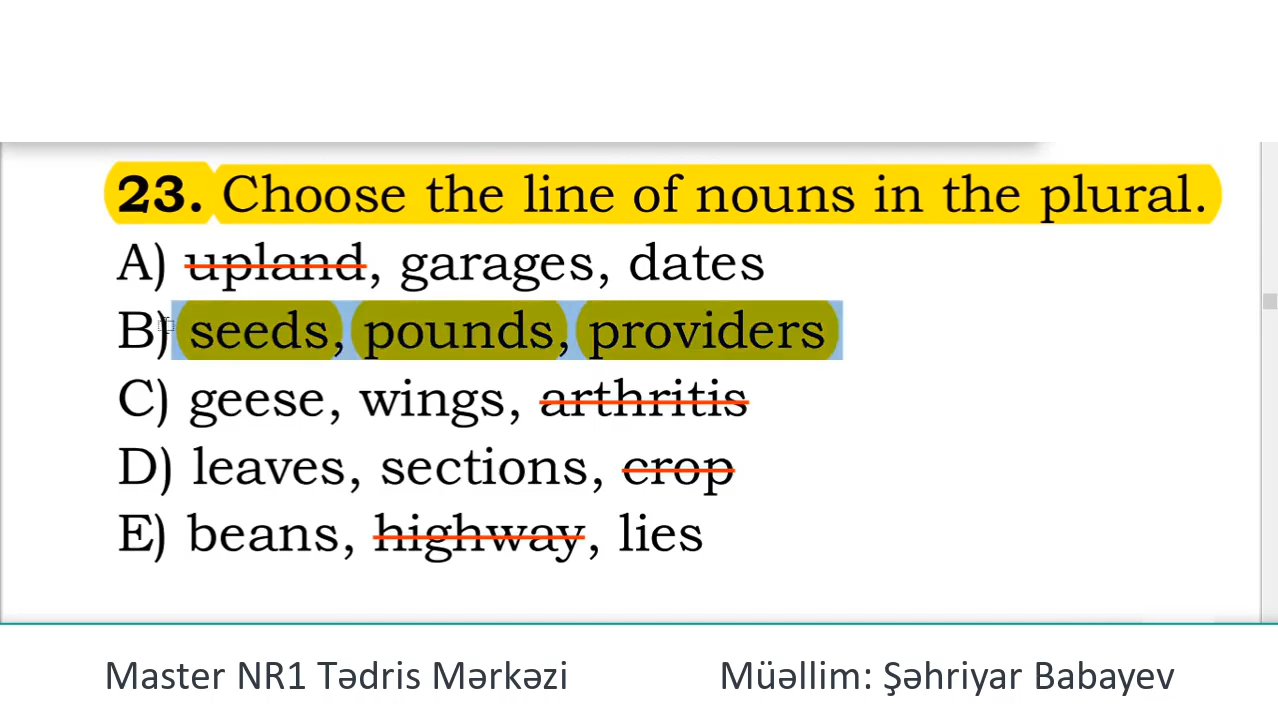 23. Choose the line of nouns in the plural.
A) upland, garages, dates
B) seeds, pounds, providers
C) geese, wings, arthritis
D) leaves, sections, crop
E) beans, highway, lies
Master NR1 Tədris Mərkəzi Müəllim: Şəhriyar Babayev